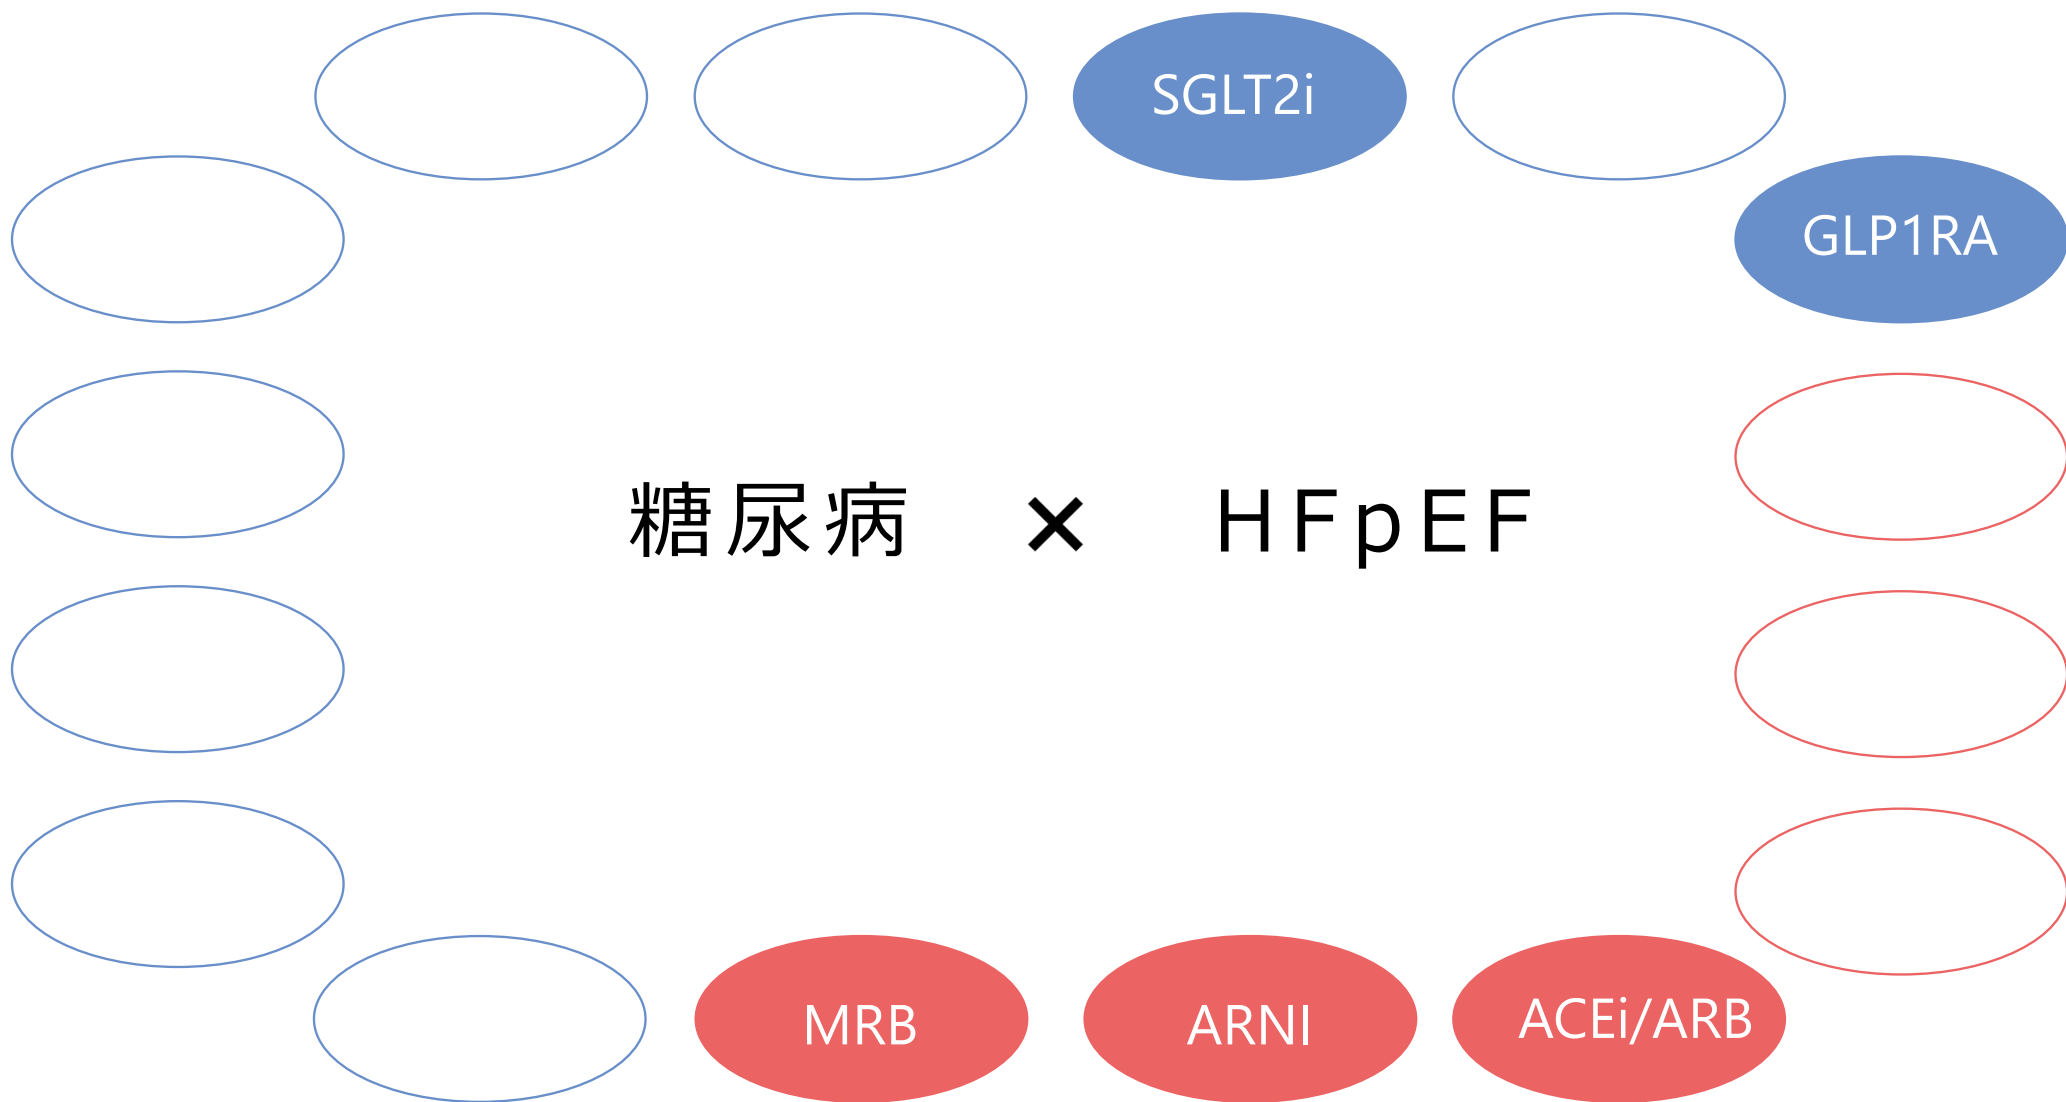 SGLT2i
GLP1RA
糖尿病 × HFpEF
MRB
ARNI
ACEi/ARB